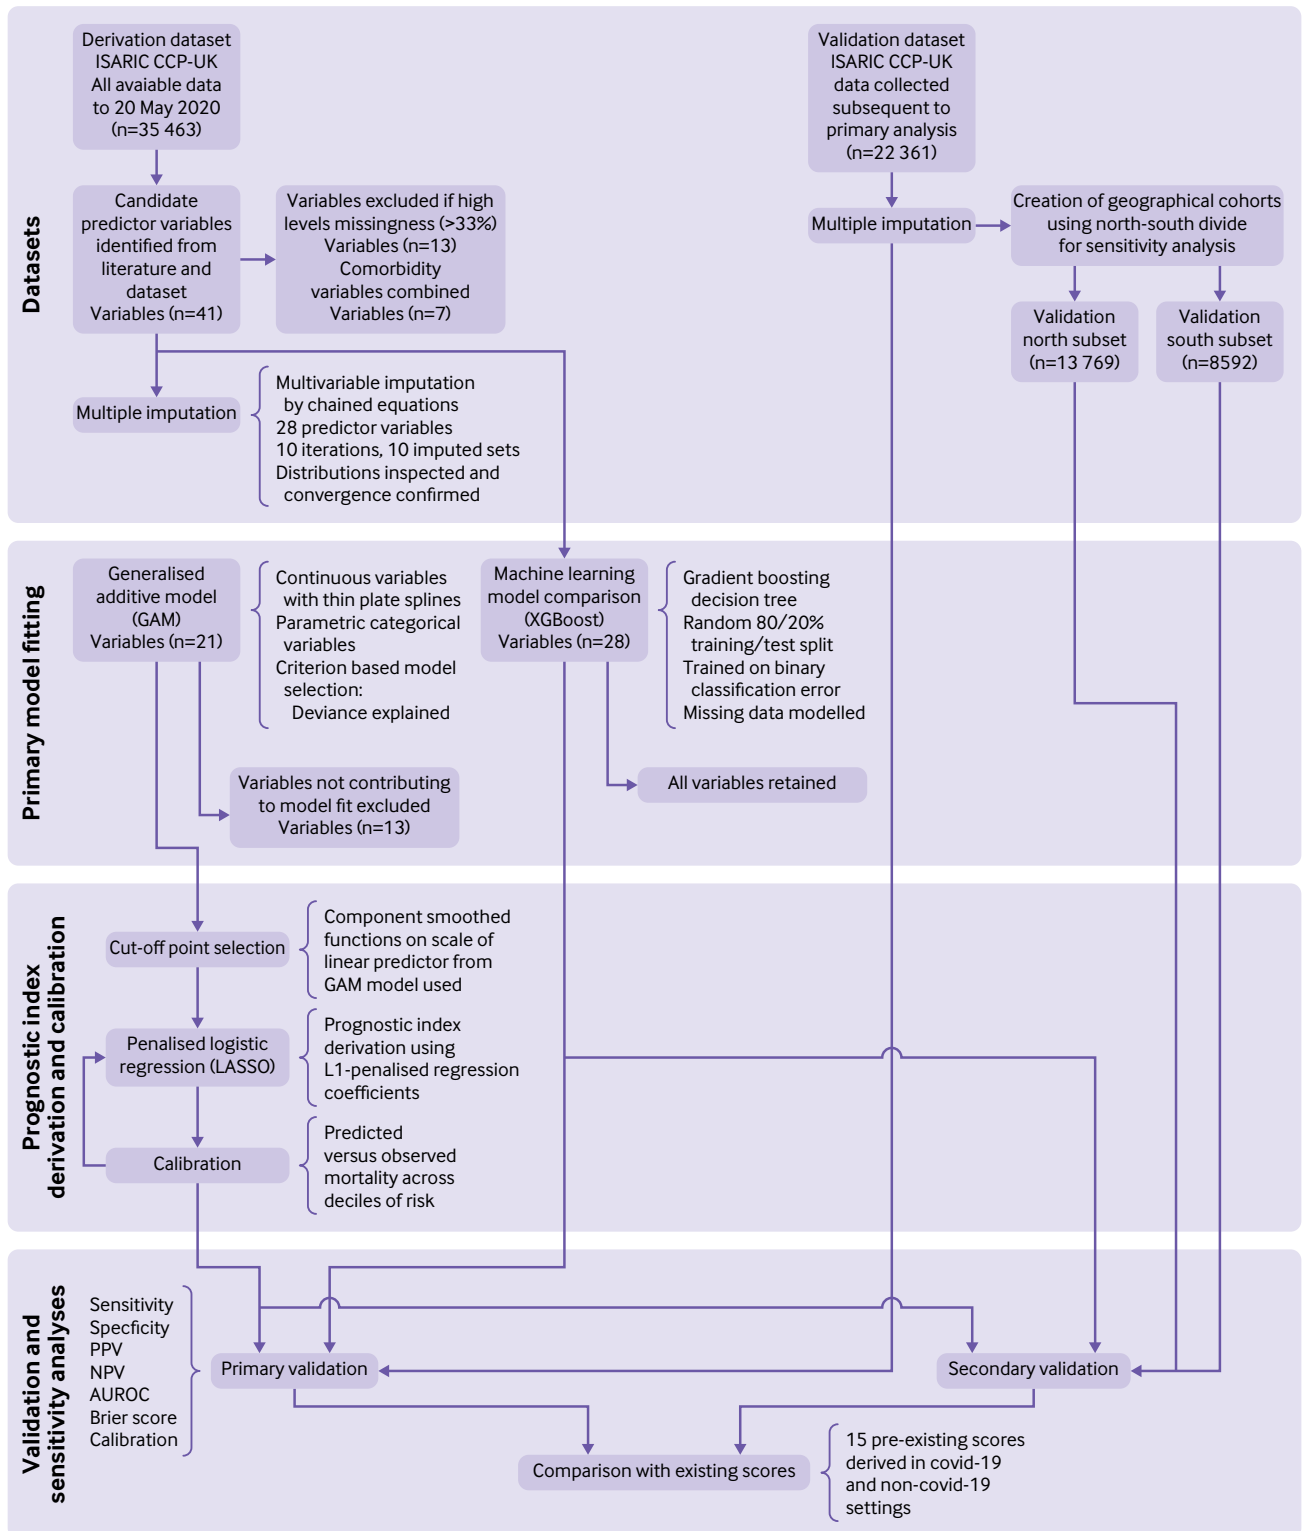 Datasets
Derivation dataset
ISARIC CCP-UK
All avaiable data
to 20 May 2020
(n=35 463)
Validation dataset
ISARIC CCP-UK
data collected
subsequent to
primary analysis
(n=22 361)
Candidate
predictor variables
identified from
literature and
dataset
Variables (n=41)
Variables excluded if high
levels missingness (>33%)
Variables (n=13)
Comorbidity
variables combined
Variables (n=7)
Multiple imputation
Creation of geographical cohorts
using north-south divide
for sensitivity analysis
Validation
north subset
(n=13 769)
Validation
south subset
(n=8592)
Multiple imputation
Multivariable imputation
by chained equations
28 predictor variables
10 iterations, 10 imputed sets
Distributions inspected and
convergence confirmed
Primary model fitting
Generalised
additive model
(GAM)
Variables (n=21)
Continuous variables
with thin plate splines
Parametric categorical
variables
Criterion based model
selection:
Deviance explained
Machine learning
model comparison
(XGBoost)
Variables (n=28)
Gradient boosting
decision tree
Random 80/20%
training/test split
Trained on binary
classification error
Missing data modelled
Variables not contributing
to model fit excluded
Variables (n=13)
All variables retained
Prognostic index
derivation and calibration
Cut-off point selection
Component smoothed
functions on scale of
linear predictor from
GAM model used
Penalised logistic
regression (LASSO)
Prognostic index
derivation using
L1-penalised regression
coefficients
Calibration
Predicted
versus observed
mortality across
deciles of risk
Validation and
sensitivity analyses
Sensitivity
Specficity
PPV
NPV
AUROC
Brier score
Calibration
Primary validation
Secondary validation
Comparison with existing scores
15 pre-existing scores
derived in covid-19
and non-covid-19
settings